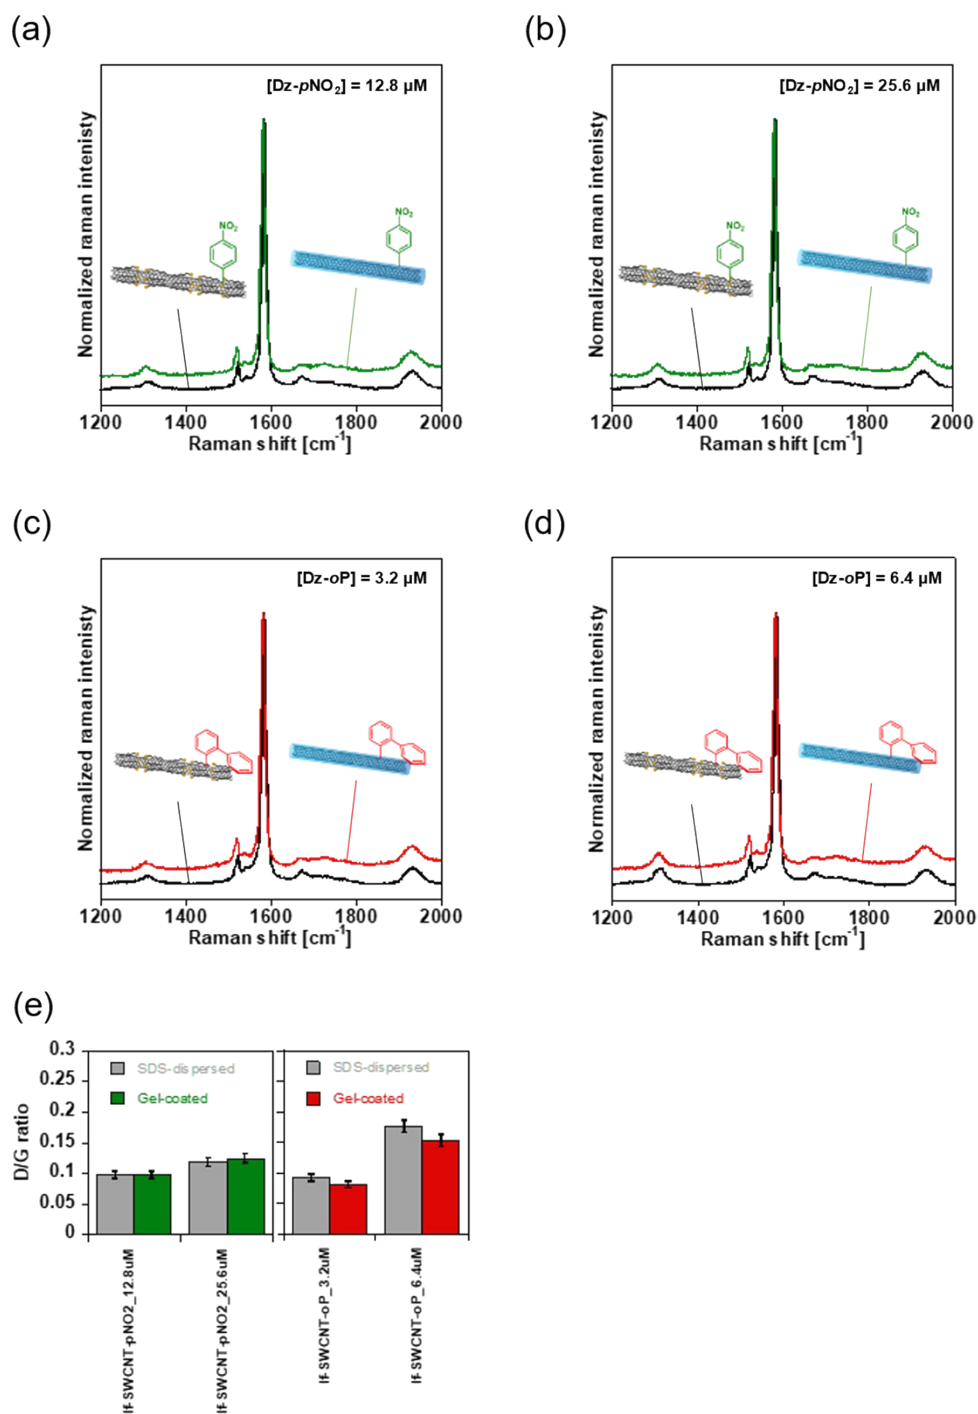 (a)
[Dz-pNO2] = 12.8 µM
NO2
NO2
Normalized raman intenisty
1200 1400 1600 1800 2000
Raman shift [cm-1]
(b)
[Dz-pNO2] = 25.6 µM
NO2
NO2
Normalized raman intenisty
1200 1400 1600 1800 2000
Raman shift [cm-1]
(c)
[Dz-oP] = 3.2 µM
Normalized raman intenisty
1200 1400 1600 1800 2000
Raman shift [cm-1]
(d)
[Dz-oP] = 6.4 µM
Normalized raman intenisty
1200 1400 1600 1800 2000
Raman shift [cm-1]
(e)
D/G ratio
0.3
0.25
0.2
0.15
0.1
0.05
0
SDS-dispersed
Gel-coated
SDS-dispersed
Gel-coated
lf-SWCNT-pNO2_12.8uM
lf-SWCNT-pNO2_25.6uM
lf-SWCNT-oP_3.2uM
lf-SWCNT-oP_6.4uM